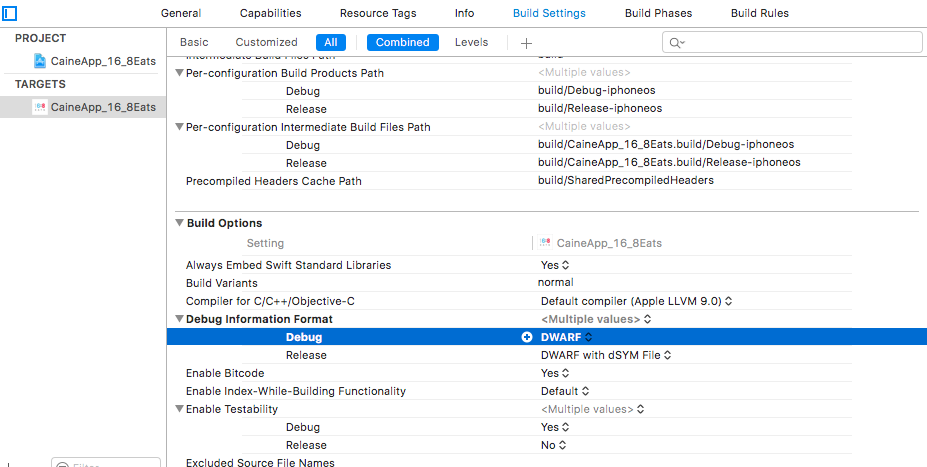 General Capabilities Resource Tags Info Build Settings Build Phases Build Rules
PROJECT
CaineApp_16_8Eats
TARGETS
CaineApp_16_8Eats
Basic Customized All Combined Levels
Intermediate Build Files Path build
Per-configuration Build Products Path <Multiple values>
Debug build/Debug-iphoneos
Release build/Release-iphoneos
Per-configuration Intermediate Build Files Path <Multiple values>
Debug build/CaineApp_16_8Eats.build/Debug-iphoneos
Release build/CaineApp_16_8Eats.build/Release-iphoneos
Precompiled Headers Cache Path build/SharedPrecompiledHeaders
Build Options
Setting CaineApp_16_8Eats
Always Embed Swift Standard Libraries Yes
Build Variants normal
Compiler for C/C++/Objective-C Default compiler (Apple LLVM 9.0)
Debug Information Format <Multiple values>
Debug DWARF
Release DWARF with dSYM File
Enable Bitcode Yes
Enable Index-While-Building Functionality Default
Enable Testability <Multiple values>
Debug Yes
Release No
Excluded Source File Names
Filter